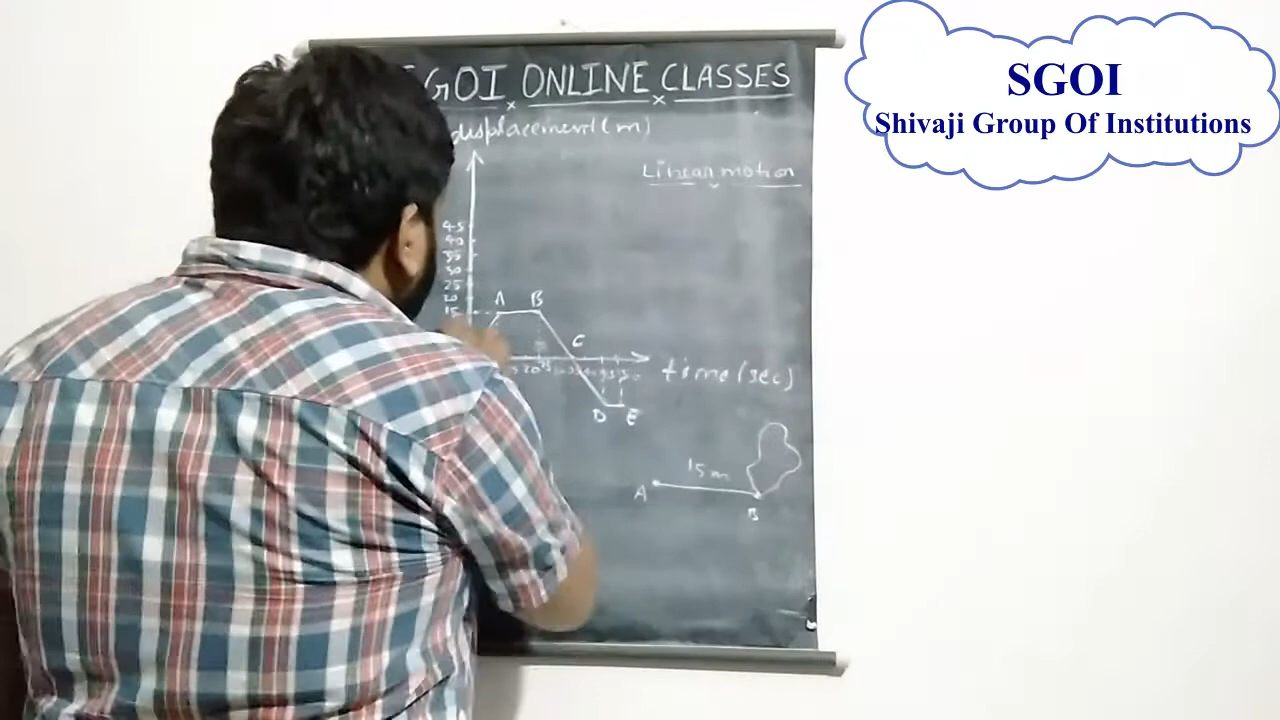 GOI ONLINE CLASSES
displacement (m)
Linear motion
45
40
35
30
25
20
15
A B
C
time (sec)
D E
15 m
A
B
SGOI
Shivaji Group Of Institutions